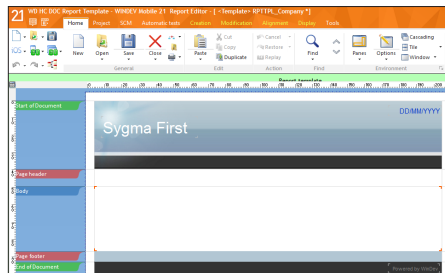 21 WD HC DOC Report Template - WINDEV Mobile 21 Report Editor - [ <Template> RPTTPL_Company *]
Home Project SCM Automatic tests Creation Modification Alignment Display Tools
New Open Save Close Paste Cut Copy Duplicate Cancel Restore Replay Find Panes Options Cascading Tile Window
General Edit Action Find Environment
Report template
Start of Document
DD/MM/YYYY
Sygma First
Page header
Body
Page footer
End of Document
Powered by WinDev